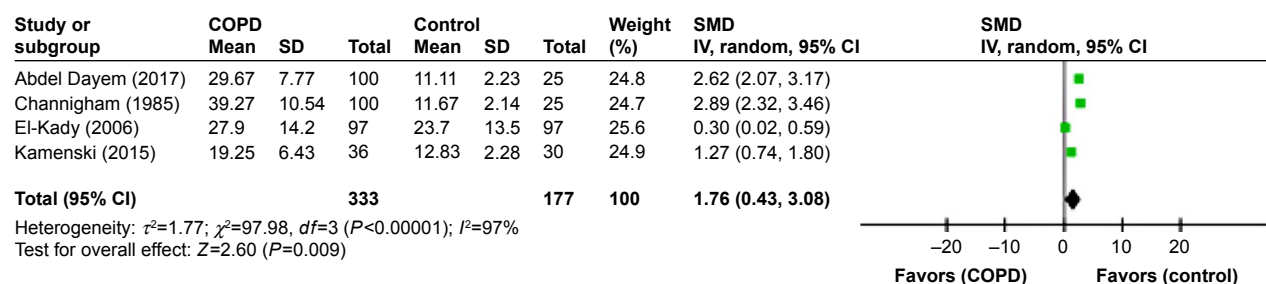 Study or COPD Control Weight SMD SMD
subgroup Mean SD Total Mean SD Total (%) IV, random, 95% CI IV, random, 95% CI
Abdel Dayem (2017) 29.67 7.77 100 11.11 2.23 25 24.8 2.62 (2.07, 3.17)
Channigham (1985) 39.27 10.54 100 11.67 2.14 25 24.7 2.89 (2.32, 3.46)
El-Kady (2006) 27.9 14.2 97 23.7 13.5 97 25.6 0.30 (0.02, 0.59)
Kamenski (2015) 19.25 6.43 36 12.83 2.28 30 24.9 1.27 (0.74, 1.80)
Total (95% CI) 333 177 100 1.76 (0.43, 3.08)
Heterogeneity: τ²=1.77; χ²=97.98, df=3 (P<0.00001); I²=97%
Test for overall effect: Z=2.60 (P=0.009)
–20 –10 0 10 20
Favors (COPD) Favors (control)